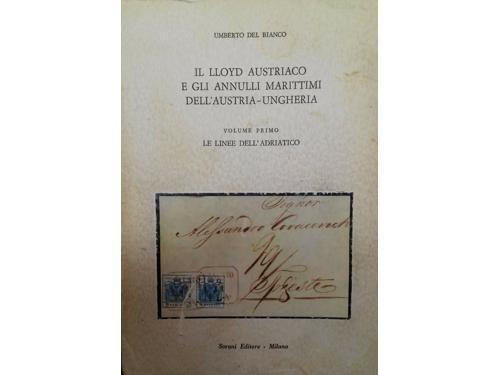 UMBERTO DEL BIANCO
IL LLOYD AUSTRIACO
E GLI ANNULLI MARITTIMI
DELL'AUSTRIA-UNGHERIA
VOLUME PRIMO
LE LINEE DELL'ADRIATICO
Signor
Alessandro
Trieste
Sorani Editore - Milano